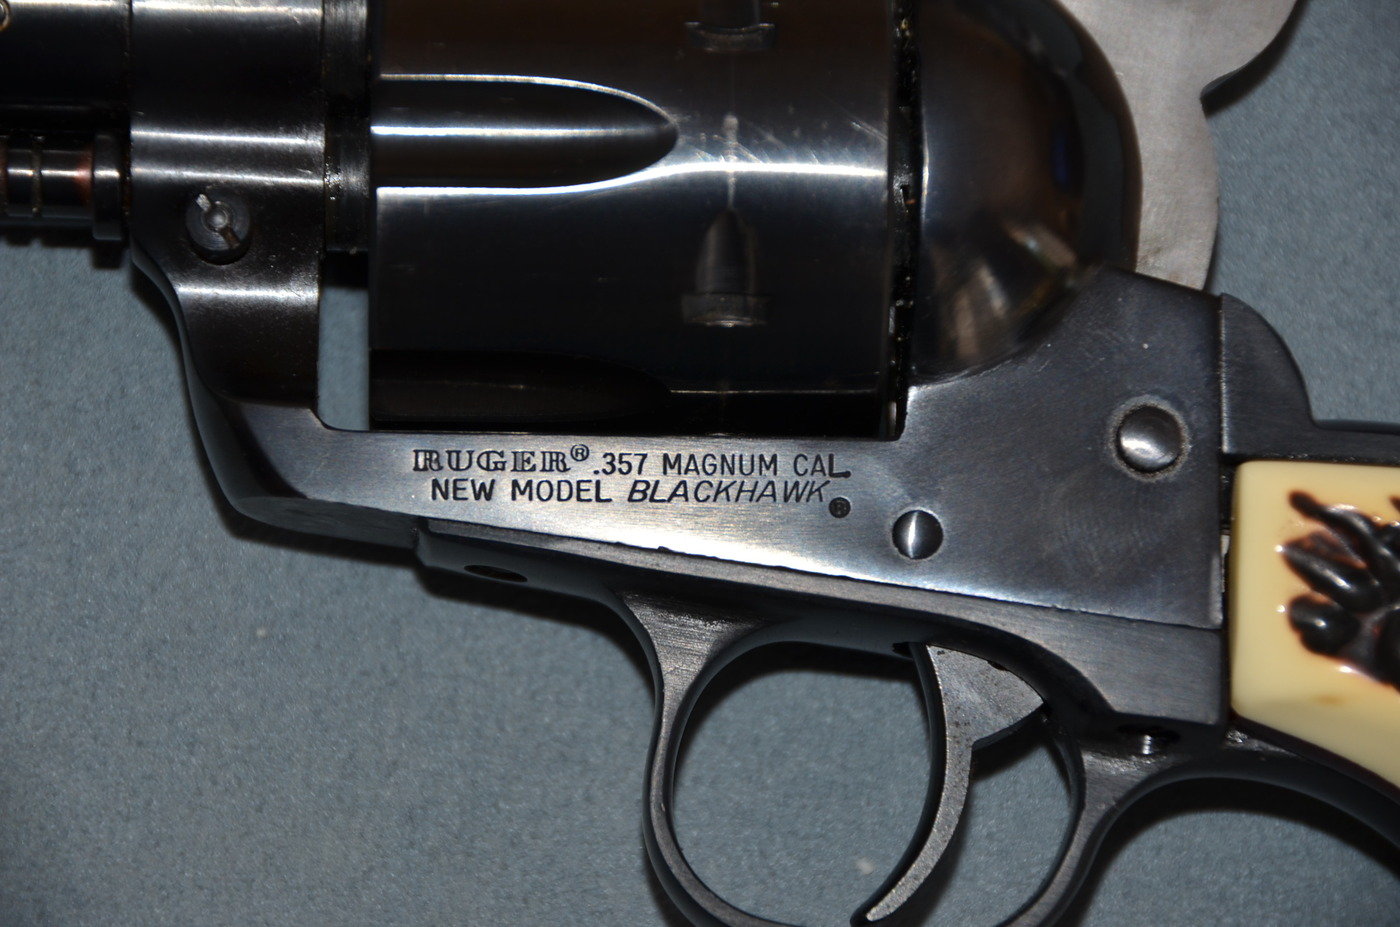 RUGER® .357 MAGNUM CAL.
NEW MODEL BLACKHAWK®